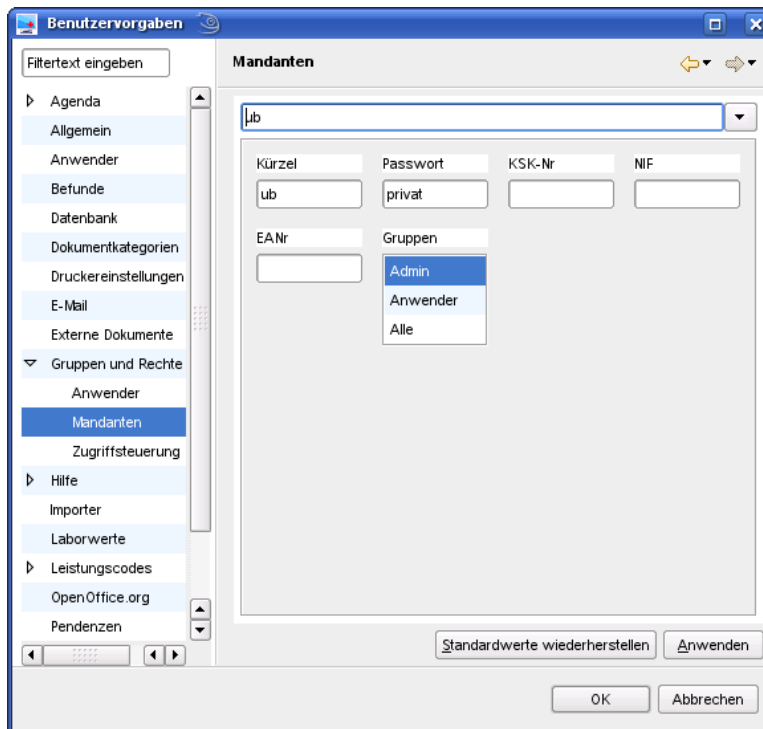 Benutzervorgaben
Filtertext eingeben
Mandanten
Agenda
Allgemein
Anwender
Befunde
Datenbank
Dokumentkategorien
Druckereinstellungen
E-Mail
Externe Dokumente
Gruppen und Rechte
Anwender
Mandanten
Zugriffsteuerung
Hilfe
Importer
Laborwerte
Leistungscodes
OpenOffice.org
Pendenzen
ub
Kürzel Passwort KSK-Nr NIF
ub privat
EANr Gruppen
Admin
Anwender
Alle
Standardwerte wiederherstellen Anwenden
OK Abbrechen